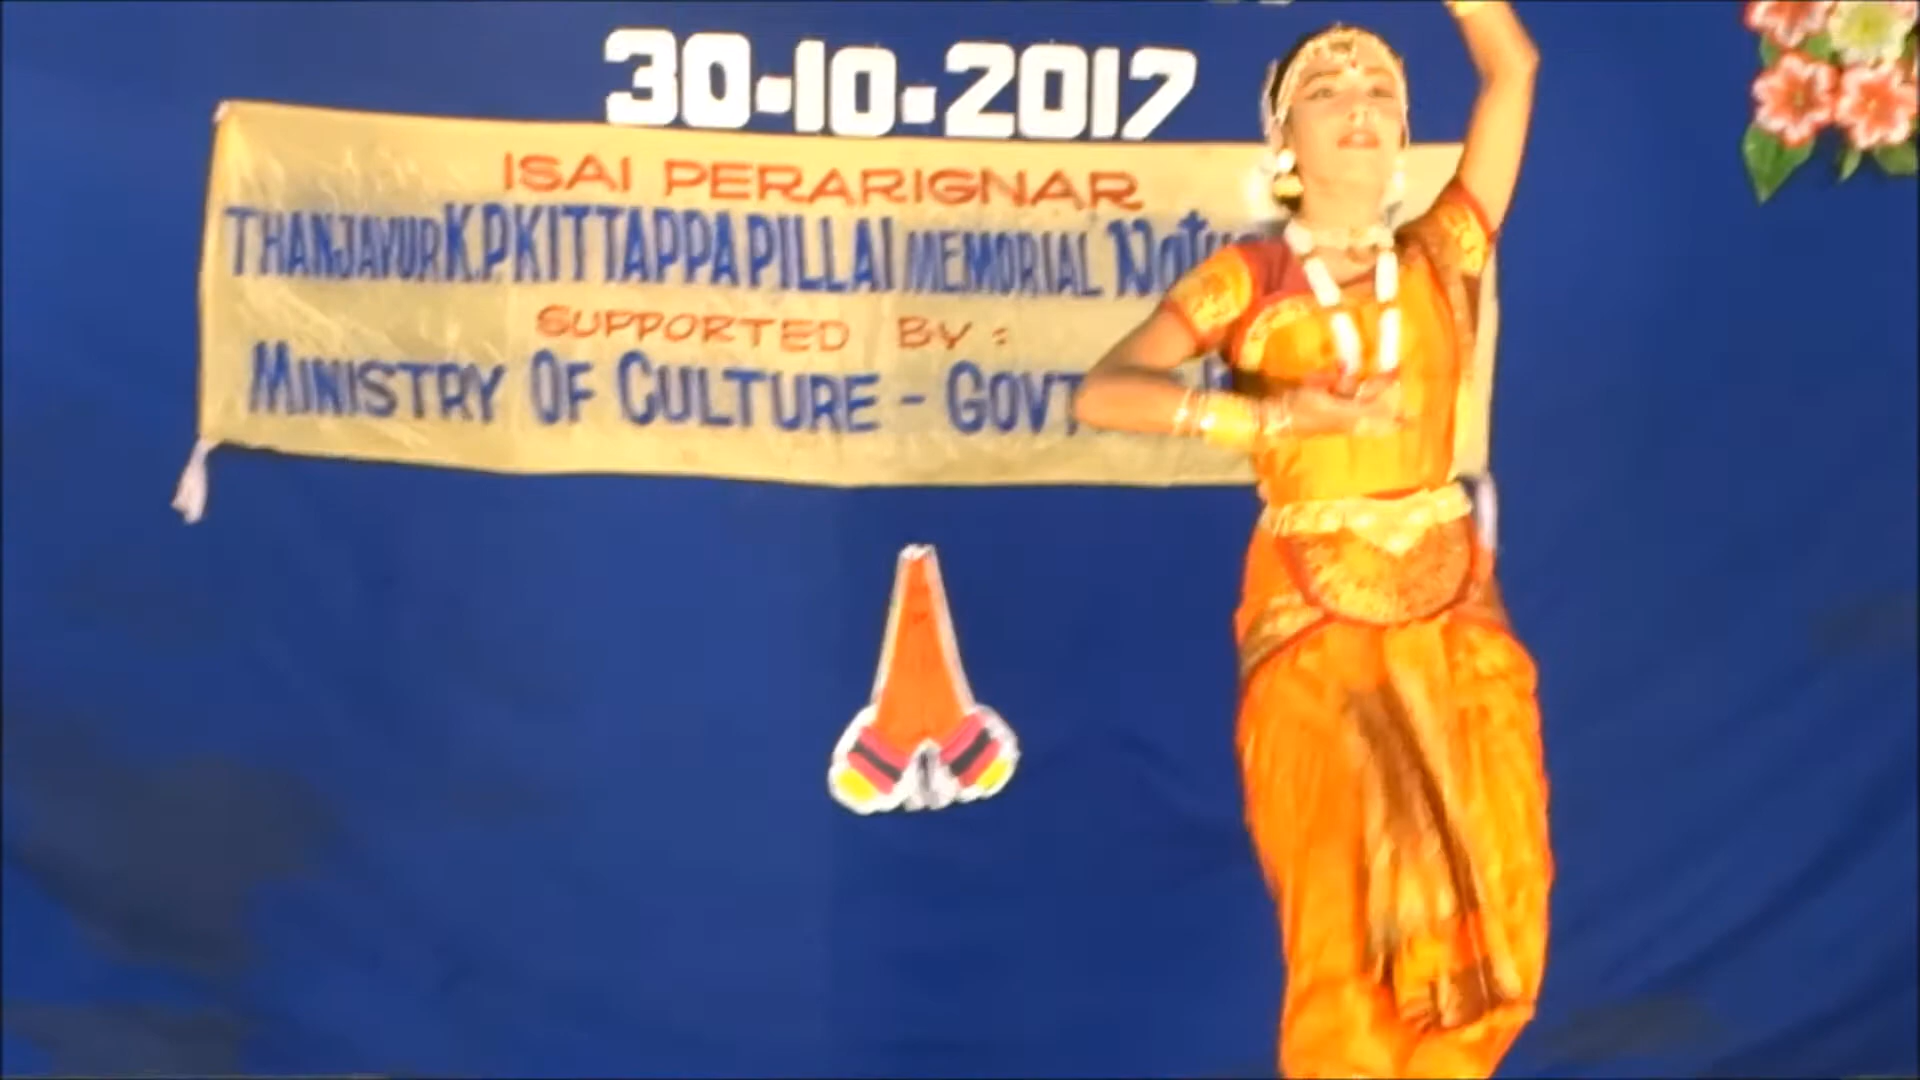 30-10-2017
ISAI PERARIGNAR
THANJAVUR K.P KITTAPPA PILLAI MEMORIAL
SUPPORTED BY :
MINISTRY OF CULTURE - GOVT